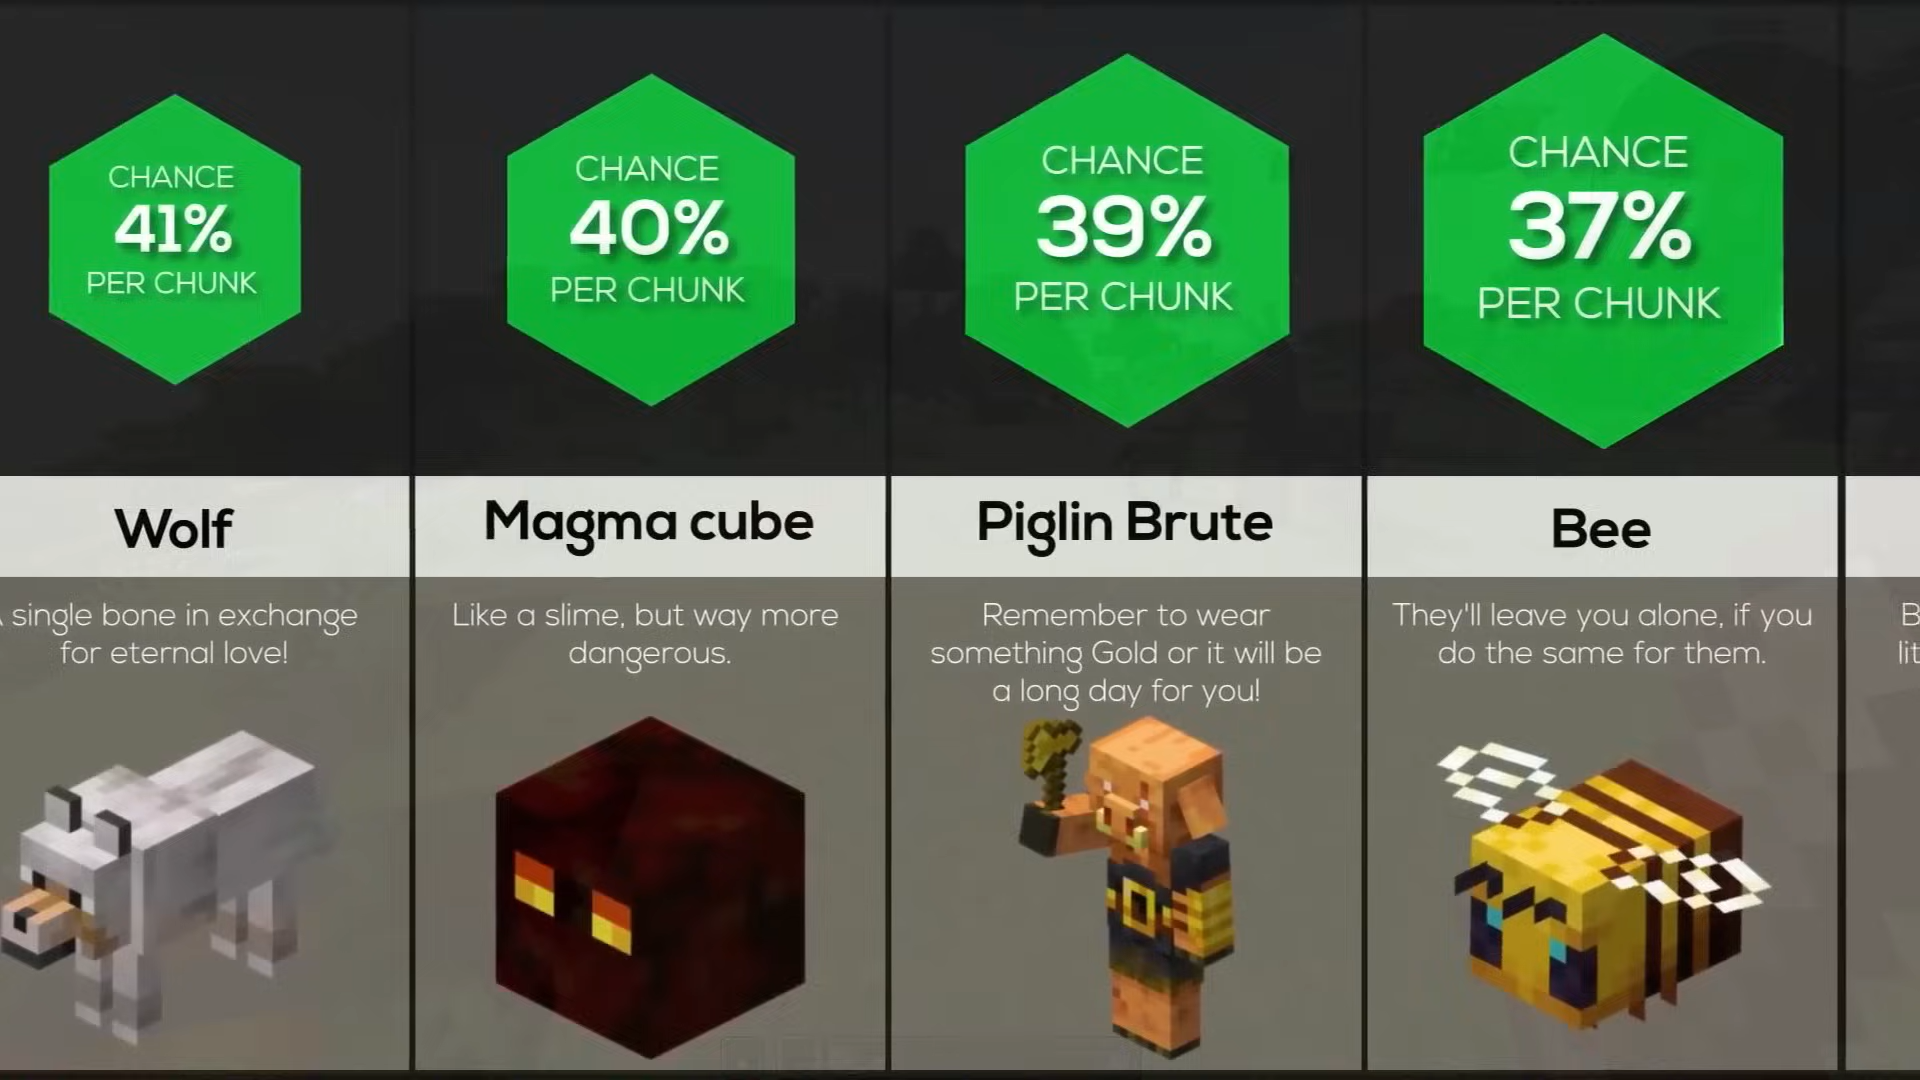 CHANCE
41%
PER CHUNK
Wolf
single bone in exchange
for eternal love!
CHANCE
40%
PER CHUNK
Magma cube
Like a slime, but way more
dangerous.
CHANCE
39%
PER CHUNK
Piglin Brute
Remember to wear
something Gold or it will be
a long day for you!
CHANCE
37%
PER CHUNK
Bee
They'll leave you alone, if you
do the same for them.